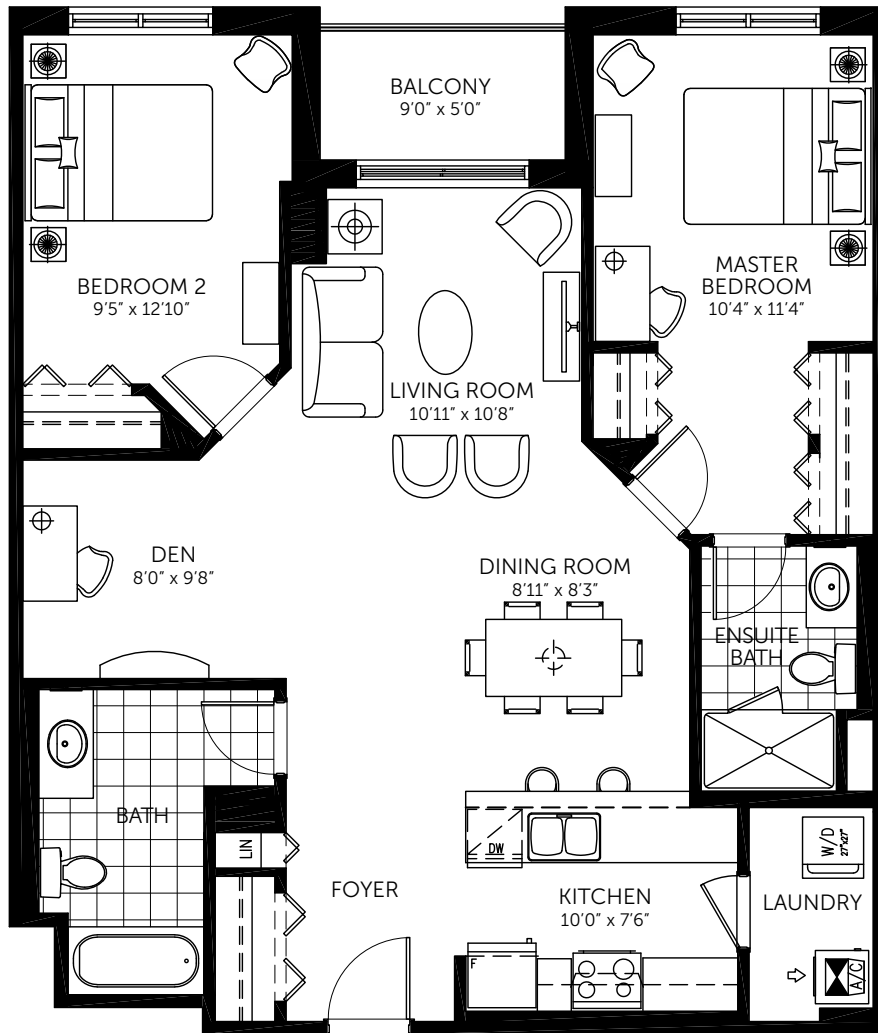 BALCONY
9'0" x 5'0"
BEDROOM 2
9'5" x 12'10"
MASTER
BEDROOM
10'4" x 11'4"
LIVING ROOM
10'11" x 10'8"
DEN
8'0" x 9'8"
DINING ROOM
8'11" x 8'3"
ENSUITE
BATH
BATH
LIN
FOYER
DW
KITCHEN
10'0" x 7'6"
F
W/D
27"x27"
LAUNDRY
A/C